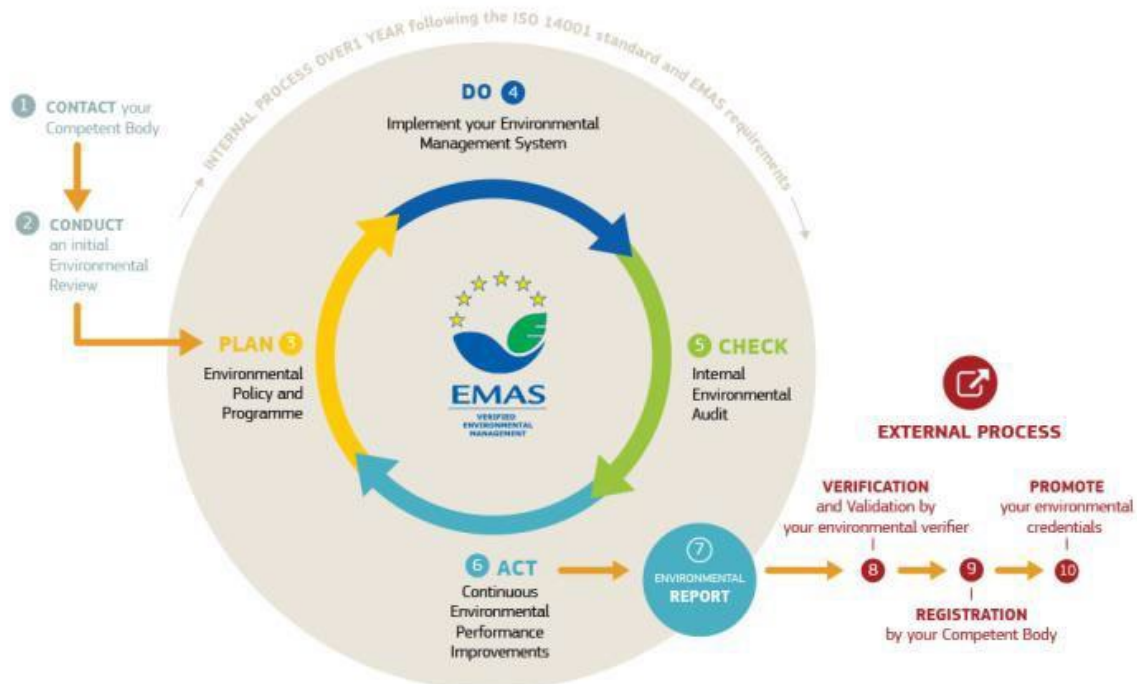 INTERNAL PROCESS OVER1 YEAR following the ISO 14001 standard and EMAS requirements
1 CONTACT your
Competent Body
2 CONDUCT
an initial
Environmental
Review
PLAN 3
Environmental
Policy and
Programme
DO 4
Implement your Environmental
Management System
EMAS
VERIFIED
ENVIRONMENTAL
MANAGEMENT
5 CHECK
Internal
Environmental
Audit
6 ACT
Continuous
Environmental
Performance
Improvements
7
ENVIRONMENTAL
REPORT
EXTERNAL PROCESS
VERIFICATION
and Validation by
your environmental verifier
8
9
REGISTRATION
by your Competent Body
PROMOTE
your environmental
credentials
10